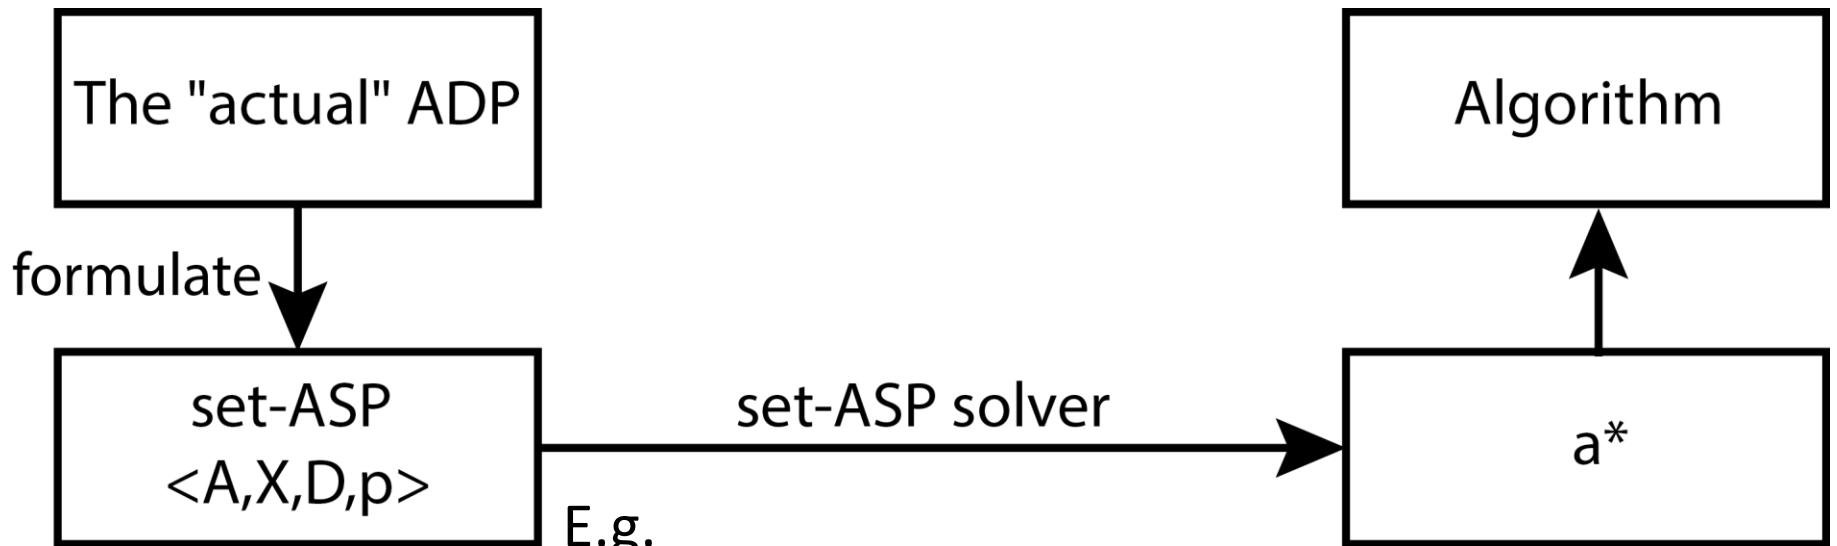 The "actual" ADP
Algorithm
formulate
set-ASP
<A,X,D,p>
set-ASP solver
a*
E.g.